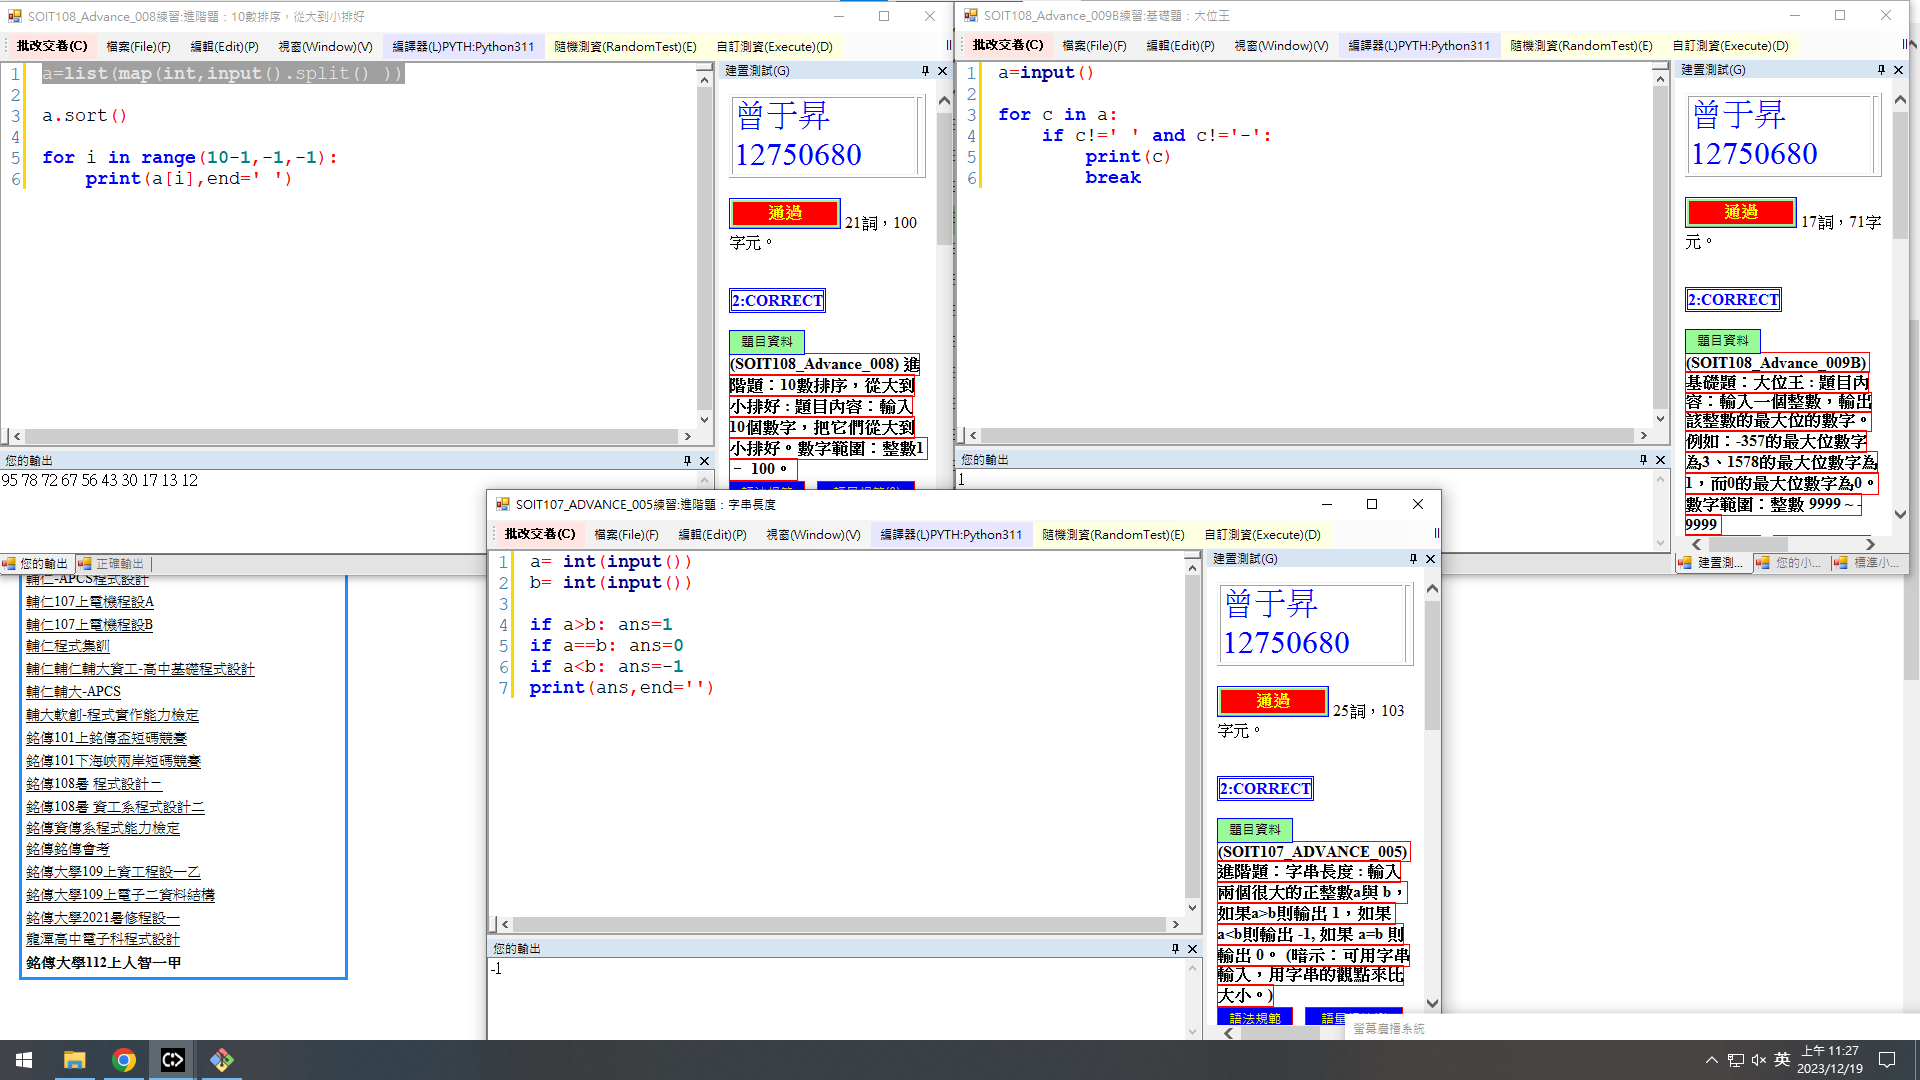 SOIT108_Advance_008練習:進階題：10數排序，從大到小排好
批改交卷(C) 檔案(File)(F) 編輯(Edit)(P) 視窗(Window)(V) 編譯器(L)PYTH:Python311 隨機測資(RandomTest)(E) 自訂測資(Execute)(D)
1 a=list(map(int,input().split() ))
2
3 a.sort()
4
5 for i in range(10-1,-1,-1):
6 print(a[i],end=' ')
建置測試(G)
曾于昇
12750680
通過 21詞，100
字元。
2:CORRECT
題目資料
(SOIT108_Advance_008) 進
階題：10數排序，從大到
小排好 : 題目內容：輸入
10個數字，把它們從大到
小排好。數字範圍：整數1
~ 100。
您的輸出
95 78 72 67 56 43 30 17 13 12
您的輸出 正確輸出
SOIT108_Advance_009B練習:基礎題：大位王
批改交卷(C) 檔案(File)(F) 編輯(Edit)(P) 視窗(Window)(V) 編譯器(L)PYTH:Python311 隨機測資(RandomTest)(E) 自訂測資(Execute)(D)
1 a=input()
2
3 for c in a:
4 if c!=' ' and c!='-':
5 print(c)
6 break
建置測試(G)
曾于昇
12750680
通過 17詞，71字
元。
2:CORRECT
題目資料
(SOIT108_Advance_009B)
基礎題：大位王 : 題目內
容：輸入一個整數，輸出
該整數的最大位的數字。
例如：-357的最大位數字
為3、1578的最大位數字為
1，而0的最大位數字為0。
數字範圍：整數 9999 ~ -
9999
您的輸出
1
建置測... 您的小... 標準小...
SOIT107_ADVANCE_005練習:進階題：字串長度
批改交卷(C) 檔案(File)(F) 編輯(Edit)(P) 視窗(Window)(V) 編譯器(L)PYTH:Python311 隨機測資(RandomTest)(E) 自訂測資(Execute)(D)
1 a= int(input())
2 b= int(input())
3
4 if a>b: ans=1
5 if a==b: ans=0
6 if a<b: ans=-1
7 print(ans,end='')
建置測試(G)
曾于昇
12750680
通過 25詞，103
字元。
2:CORRECT
題目資料
(SOIT107_ADVANCE_005)
進階題：字串長度 : 輸入
兩個很大的正整數a與 b，
如果a>b則輸出 1，如果
a<b則輸出 -1, 如果 a=b 則
輸出 0。 (暗示：可用字串
輸入，用字串的觀點來比
大小。)
語法規範
您的輸出
-1
輔仁-APCS程式設計
輔仁107上電機程設A
輔仁107上電機程設B
輔仁程式集訓
輔仁輔仁輔大資工-高中基礎程式設計
輔仁輔大-APCS
輔大軟創-程式實作能力檢定
銘傳101上銘傳盃短碼競賽
銘傳101下海峽兩岸短碼競賽
銘傳108暑 程式設計一
銘傳108暑 資工系程式設計二
銘傳資傳系程式能力檢定
銘傳銘傳會考
銘傳大學109上資工程設一乙
銘傳大學109上電子二資料結構
銘傳大學2021暑修程設一
龍潭高中電子科程式設計
銘傳大學112上人智一甲
螢幕廣播系統
英
上午 11:27
2023/12/19